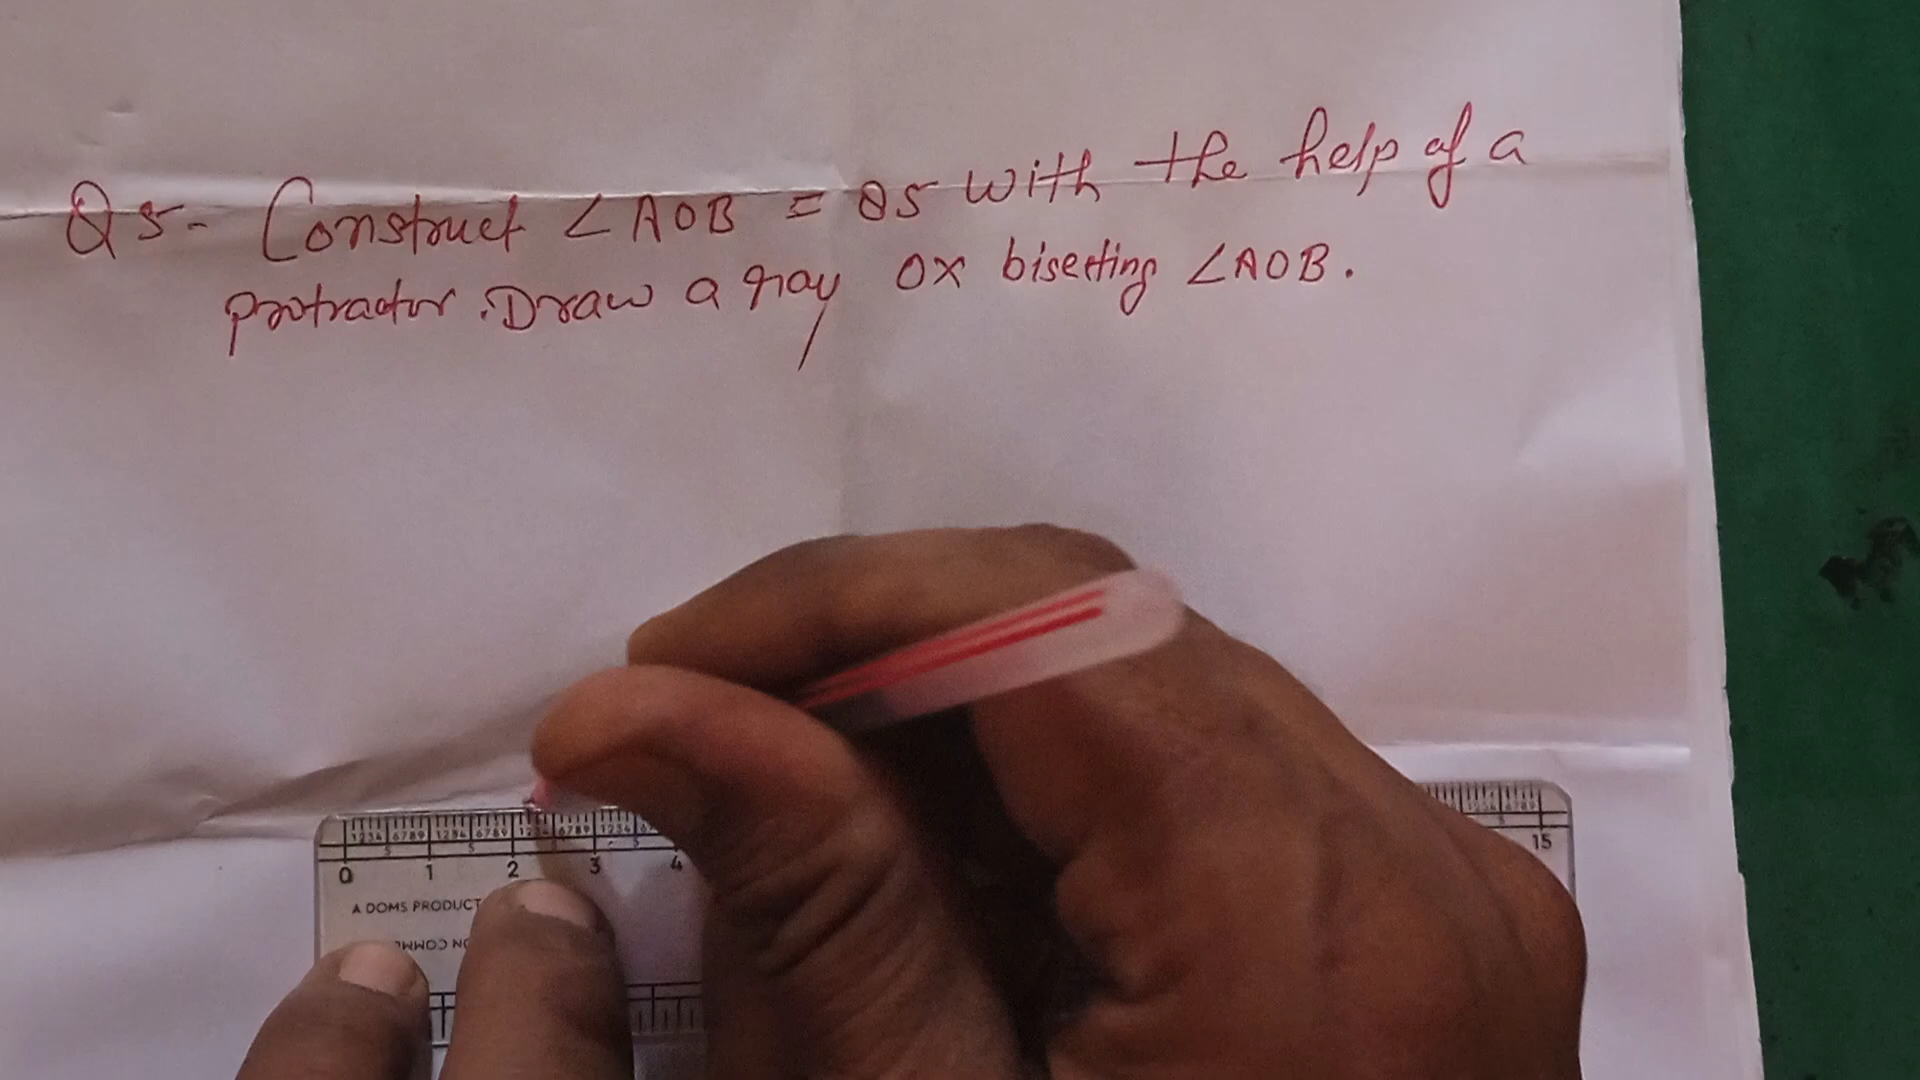 Q5- Construct ∠AOB = 85 with the help of a
protractor. Draw a ray OX bisecting ∠AOB.
0 1 2 3 4 15
A DOMS PRODUCT